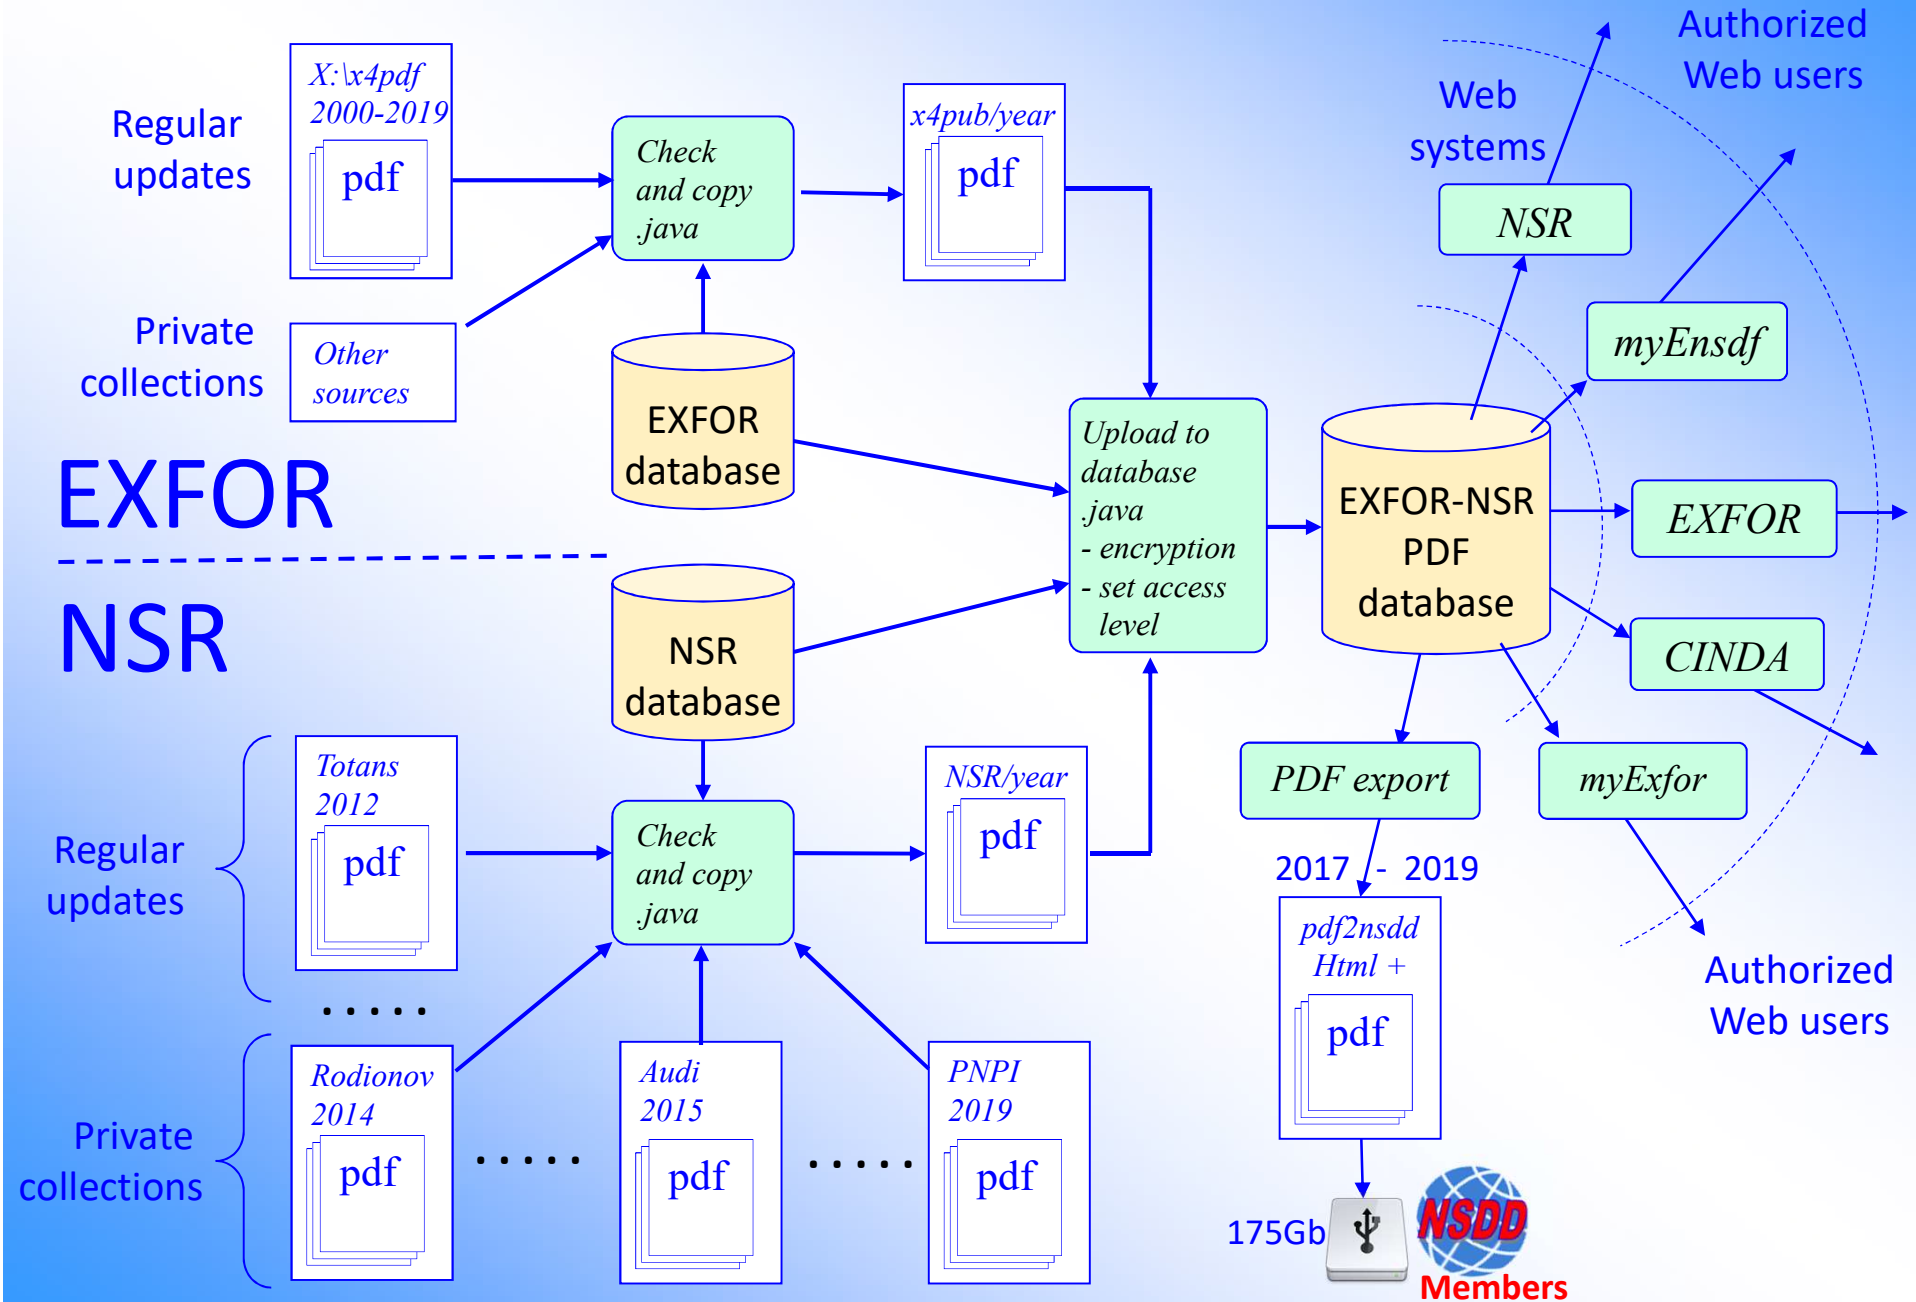 Regular
updates
X:\x4pdf
2000-2019
pdf
Check
and copy
.java
x4pub/year
pdf
Private
collections
Other
sources
EXFOR
database
EXFOR
NSR
NSR
database
Upload to
database
.java
- encryption
- set access
level
EXFOR-NSR
PDF
database
Web
systems
Authorized
Web users
NSR
myEnsdf
EXFOR
CINDA
myExfor
PDF export
Authorized
Web users
2017 - 2019
pdf2nsdd
Html +
pdf
175Gb
NSDD
Members
Regular
updates
Totans
2012
pdf
.....
Check
and copy
.java
NSR/year
pdf
Private
collections
Rodionov
2014
pdf
.....
Audi
2015
pdf
.....
PNPI
2019
pdf